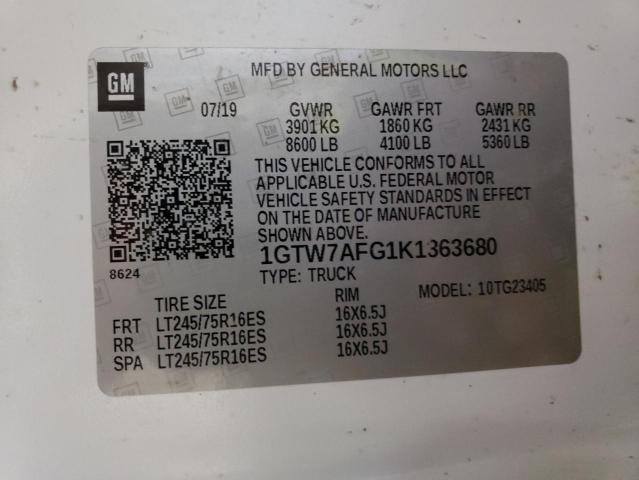 GM
MFD BY GENERAL MOTORS LLC
07/19 GVWR GAWR FRT GAWR RR
3901 KG 1860 KG 2431 KG
8600 LB 4100 LB 5360 LB
THIS VEHICLE CONFORMS TO ALL
APPLICABLE U.S. FEDERAL MOTOR
VEHICLE SAFETY STANDARDS IN EFFECT
ON THE DATE OF MANUFACTURE
SHOWN ABOVE.
1GTW7AFG1K1363680
8624
TYPE: TRUCK
MODEL: 10TG23405
TIRE SIZE RIM
FRT LT245/75R16ES 16X6.5J
RR LT245/75R16ES 16X6.5J
SPA LT245/75R16ES 16X6.5J